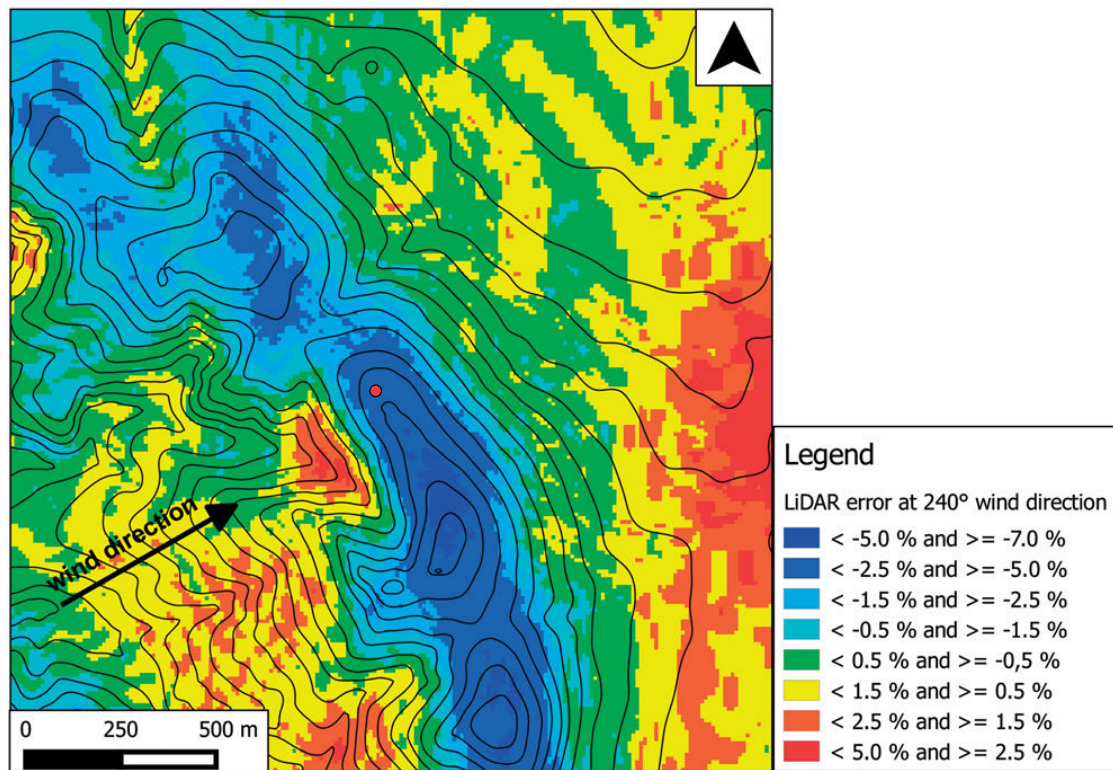 wind direction
0 250 500 m
Legend
LiDAR error at 240° wind direction
< -5.0 % and >= -7.0 %
< -2.5 % and >= -5.0 %
< -1.5 % and >= -2.5 %
< -0.5 % and >= -1.5 %
< 0.5 % and >= -0,5 %
< 1.5 % and >= 0.5 %
< 2.5 % and >= 1.5 %
< 5.0 % and >= 2.5 %